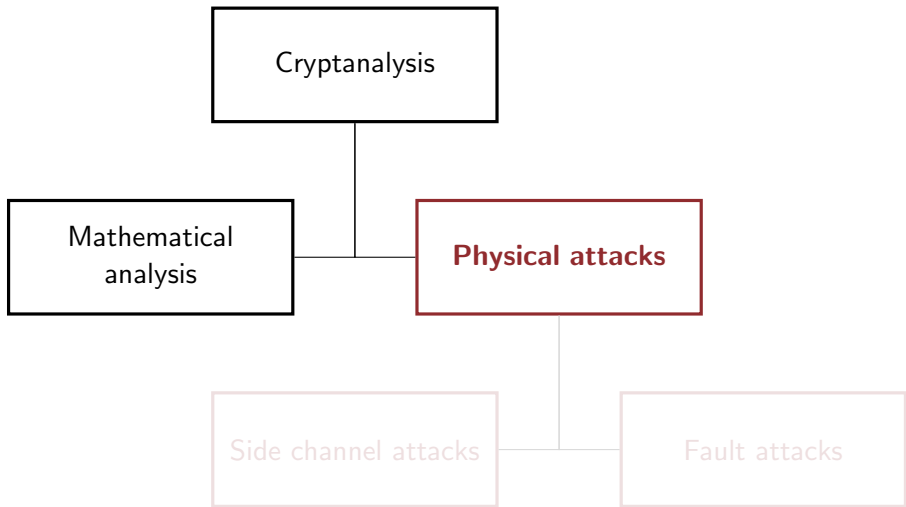 Cryptanalysis
Mathematical
analysis
Physical attacks
Side channel attacks
Fault attacks